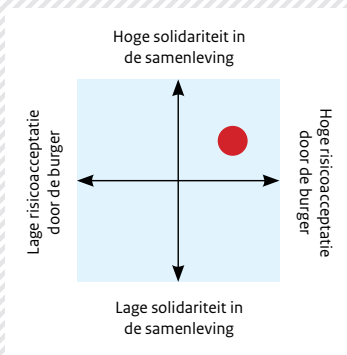 Hoge solidariteit in
de samenleving
Lage risicoacceptatie
door de burger
Hoge risicoacceptatie
door de burger
Lage solidariteit in
de samenleving